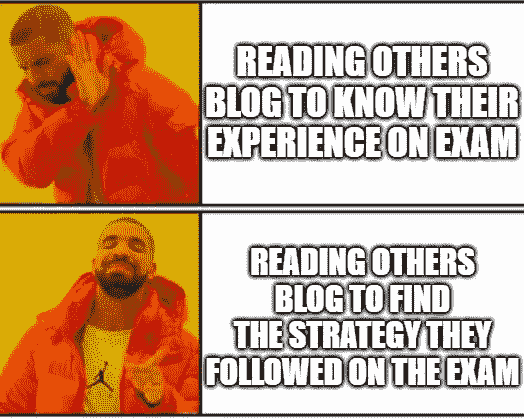 READING OTHERS
BLOG TO KNOW THEIR
EXPERIENCE ON EXAM
READING OTHERS
BLOG TO FIND
THE STRATEGY THEY
FOLLOWED ON THE EXAM